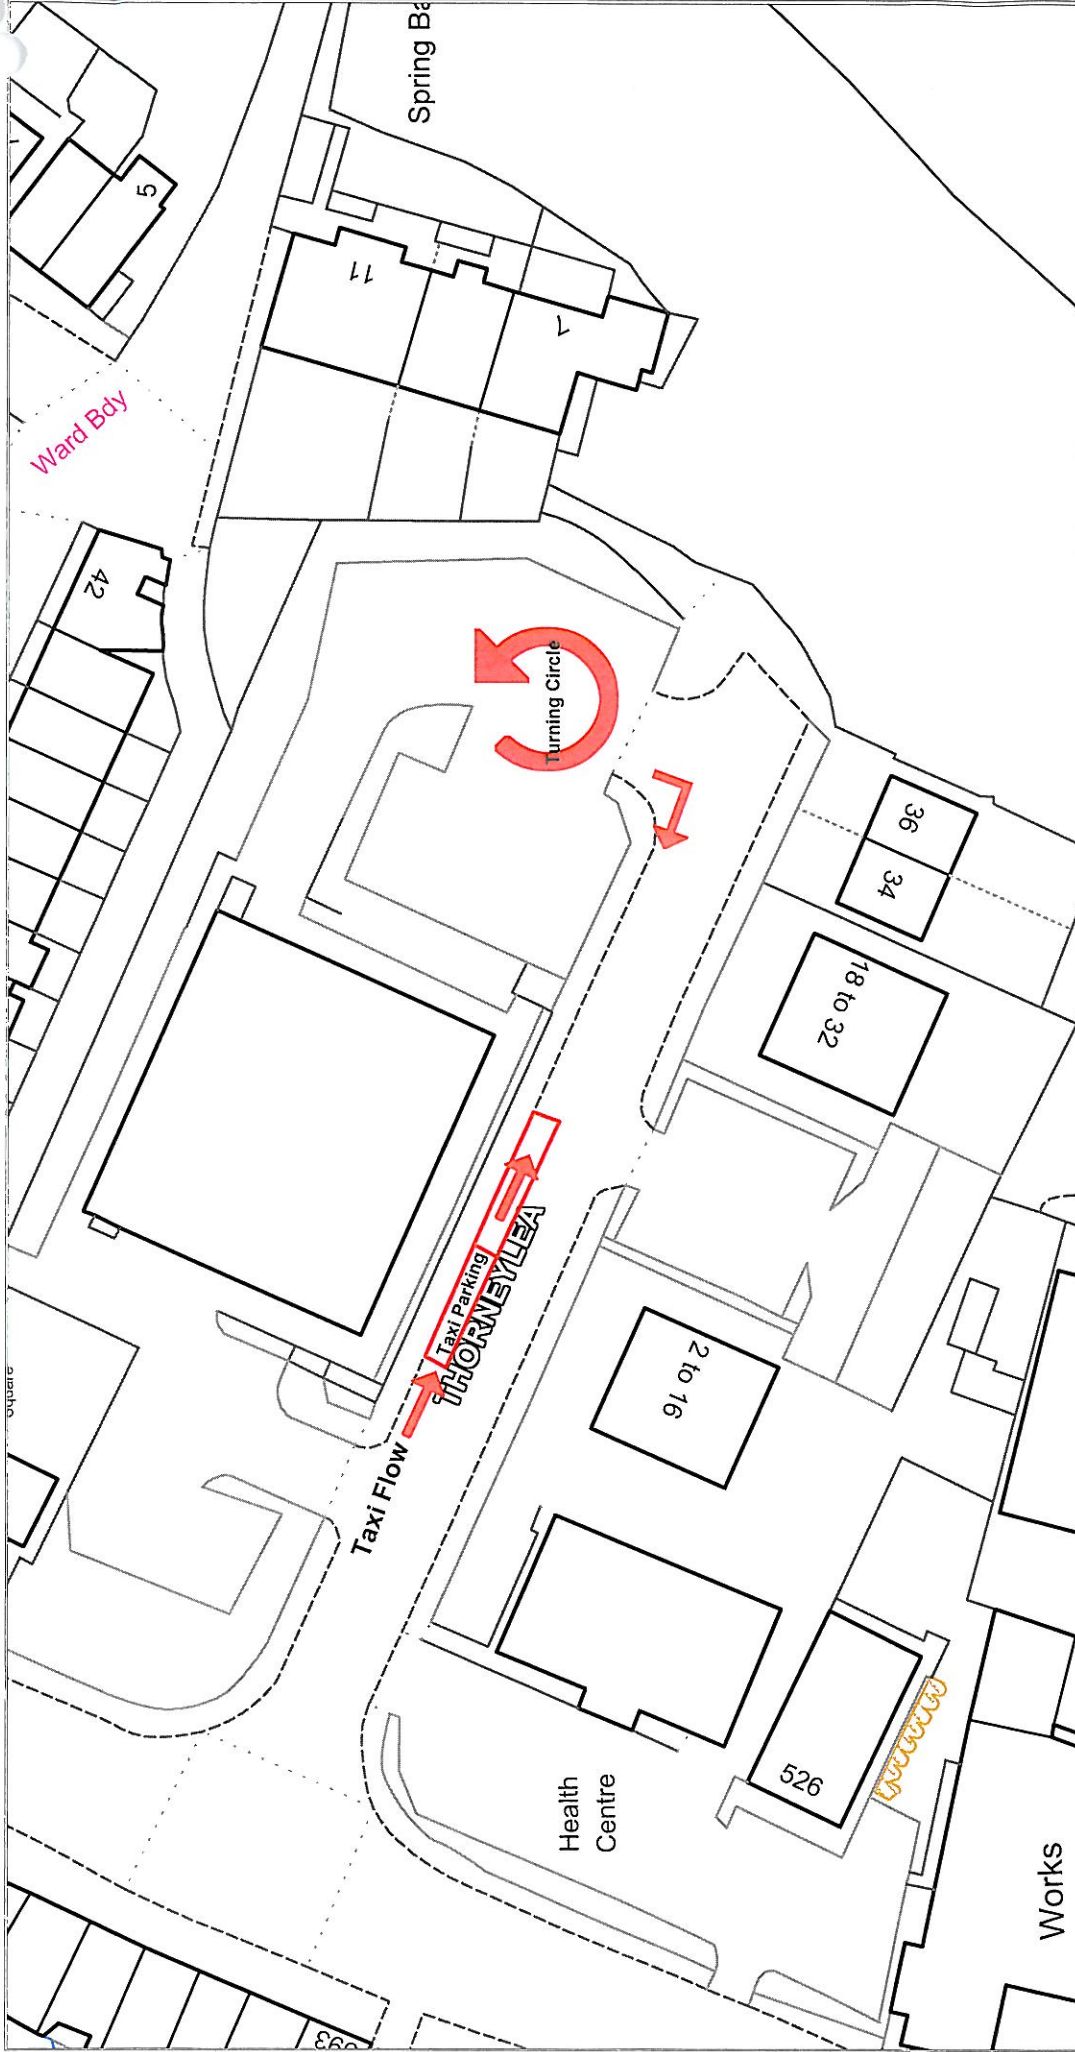 Spring Ba
5
11
7
Ward Bdy
42
Turning Circle
36
34
18 to 32
Taxi Parking
THORNEYLEA
Taxi Flow
2 to 16
526
Health
Centre
Works